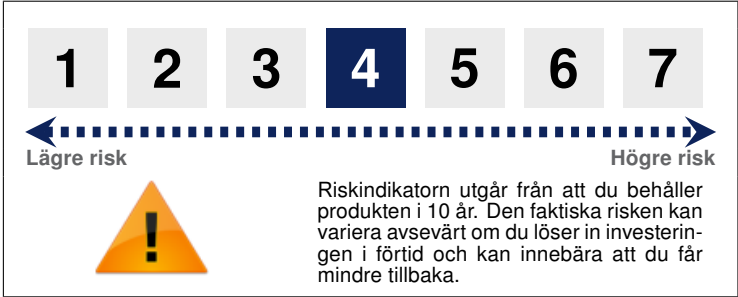 1 2 3 4 5 6 7
Lägre risk Högre risk
!
Riskindikatorn utgår från att du behåller
produkten i 10 år. Den faktiska risken kan
variera avsevärt om du löser in investerin-
gen i förtid och kan innebära att du får
mindre tillbaka.